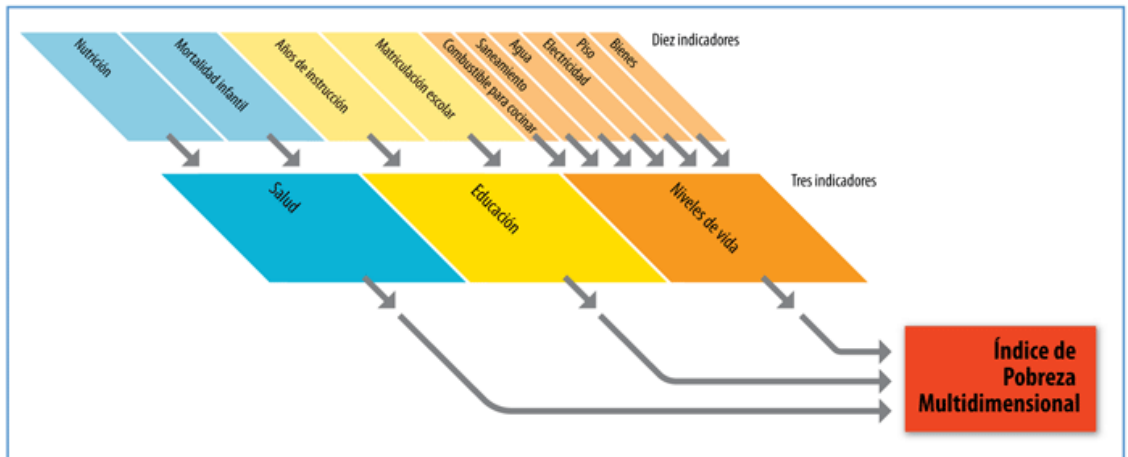 Nutrición
Mortalidad infantil
Años de instrucción
Matriculación escolar
Combustible para cocinar
Saneamiento
Agua
Electricidad
Piso
Bienes
Diez indicadores
Salud
Educación
Niveles de vida
Tres indicadores
Índice de
Pobreza
Multidimensional